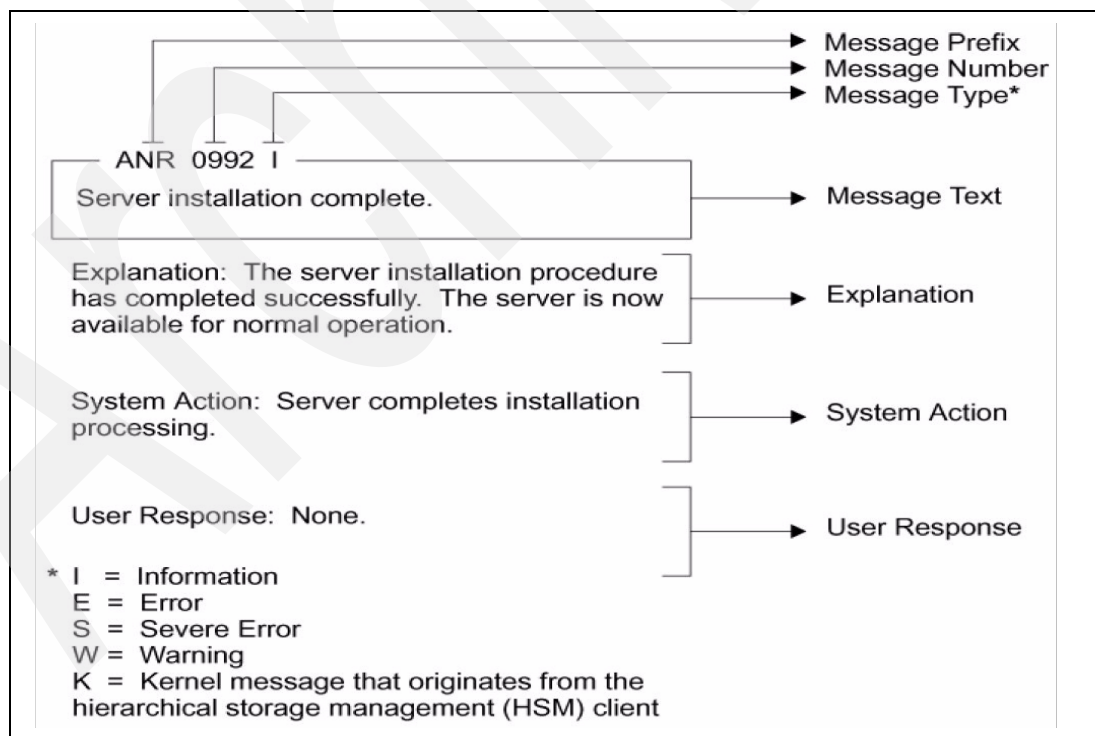 Message Prefix
Message Number
Message Type*
ANR 0992 I
Server installation complete.
Message Text
Explanation: The server installation procedure
has completed successfully. The server is now
available for normal operation.
Explanation
System Action: Server completes installation
processing.
System Action
User Response: None.
User Response
* I = Information
E = Error
S = Severe Error
W = Warning
K = Kernel message that originates from the
hierarchical storage management (HSM) client